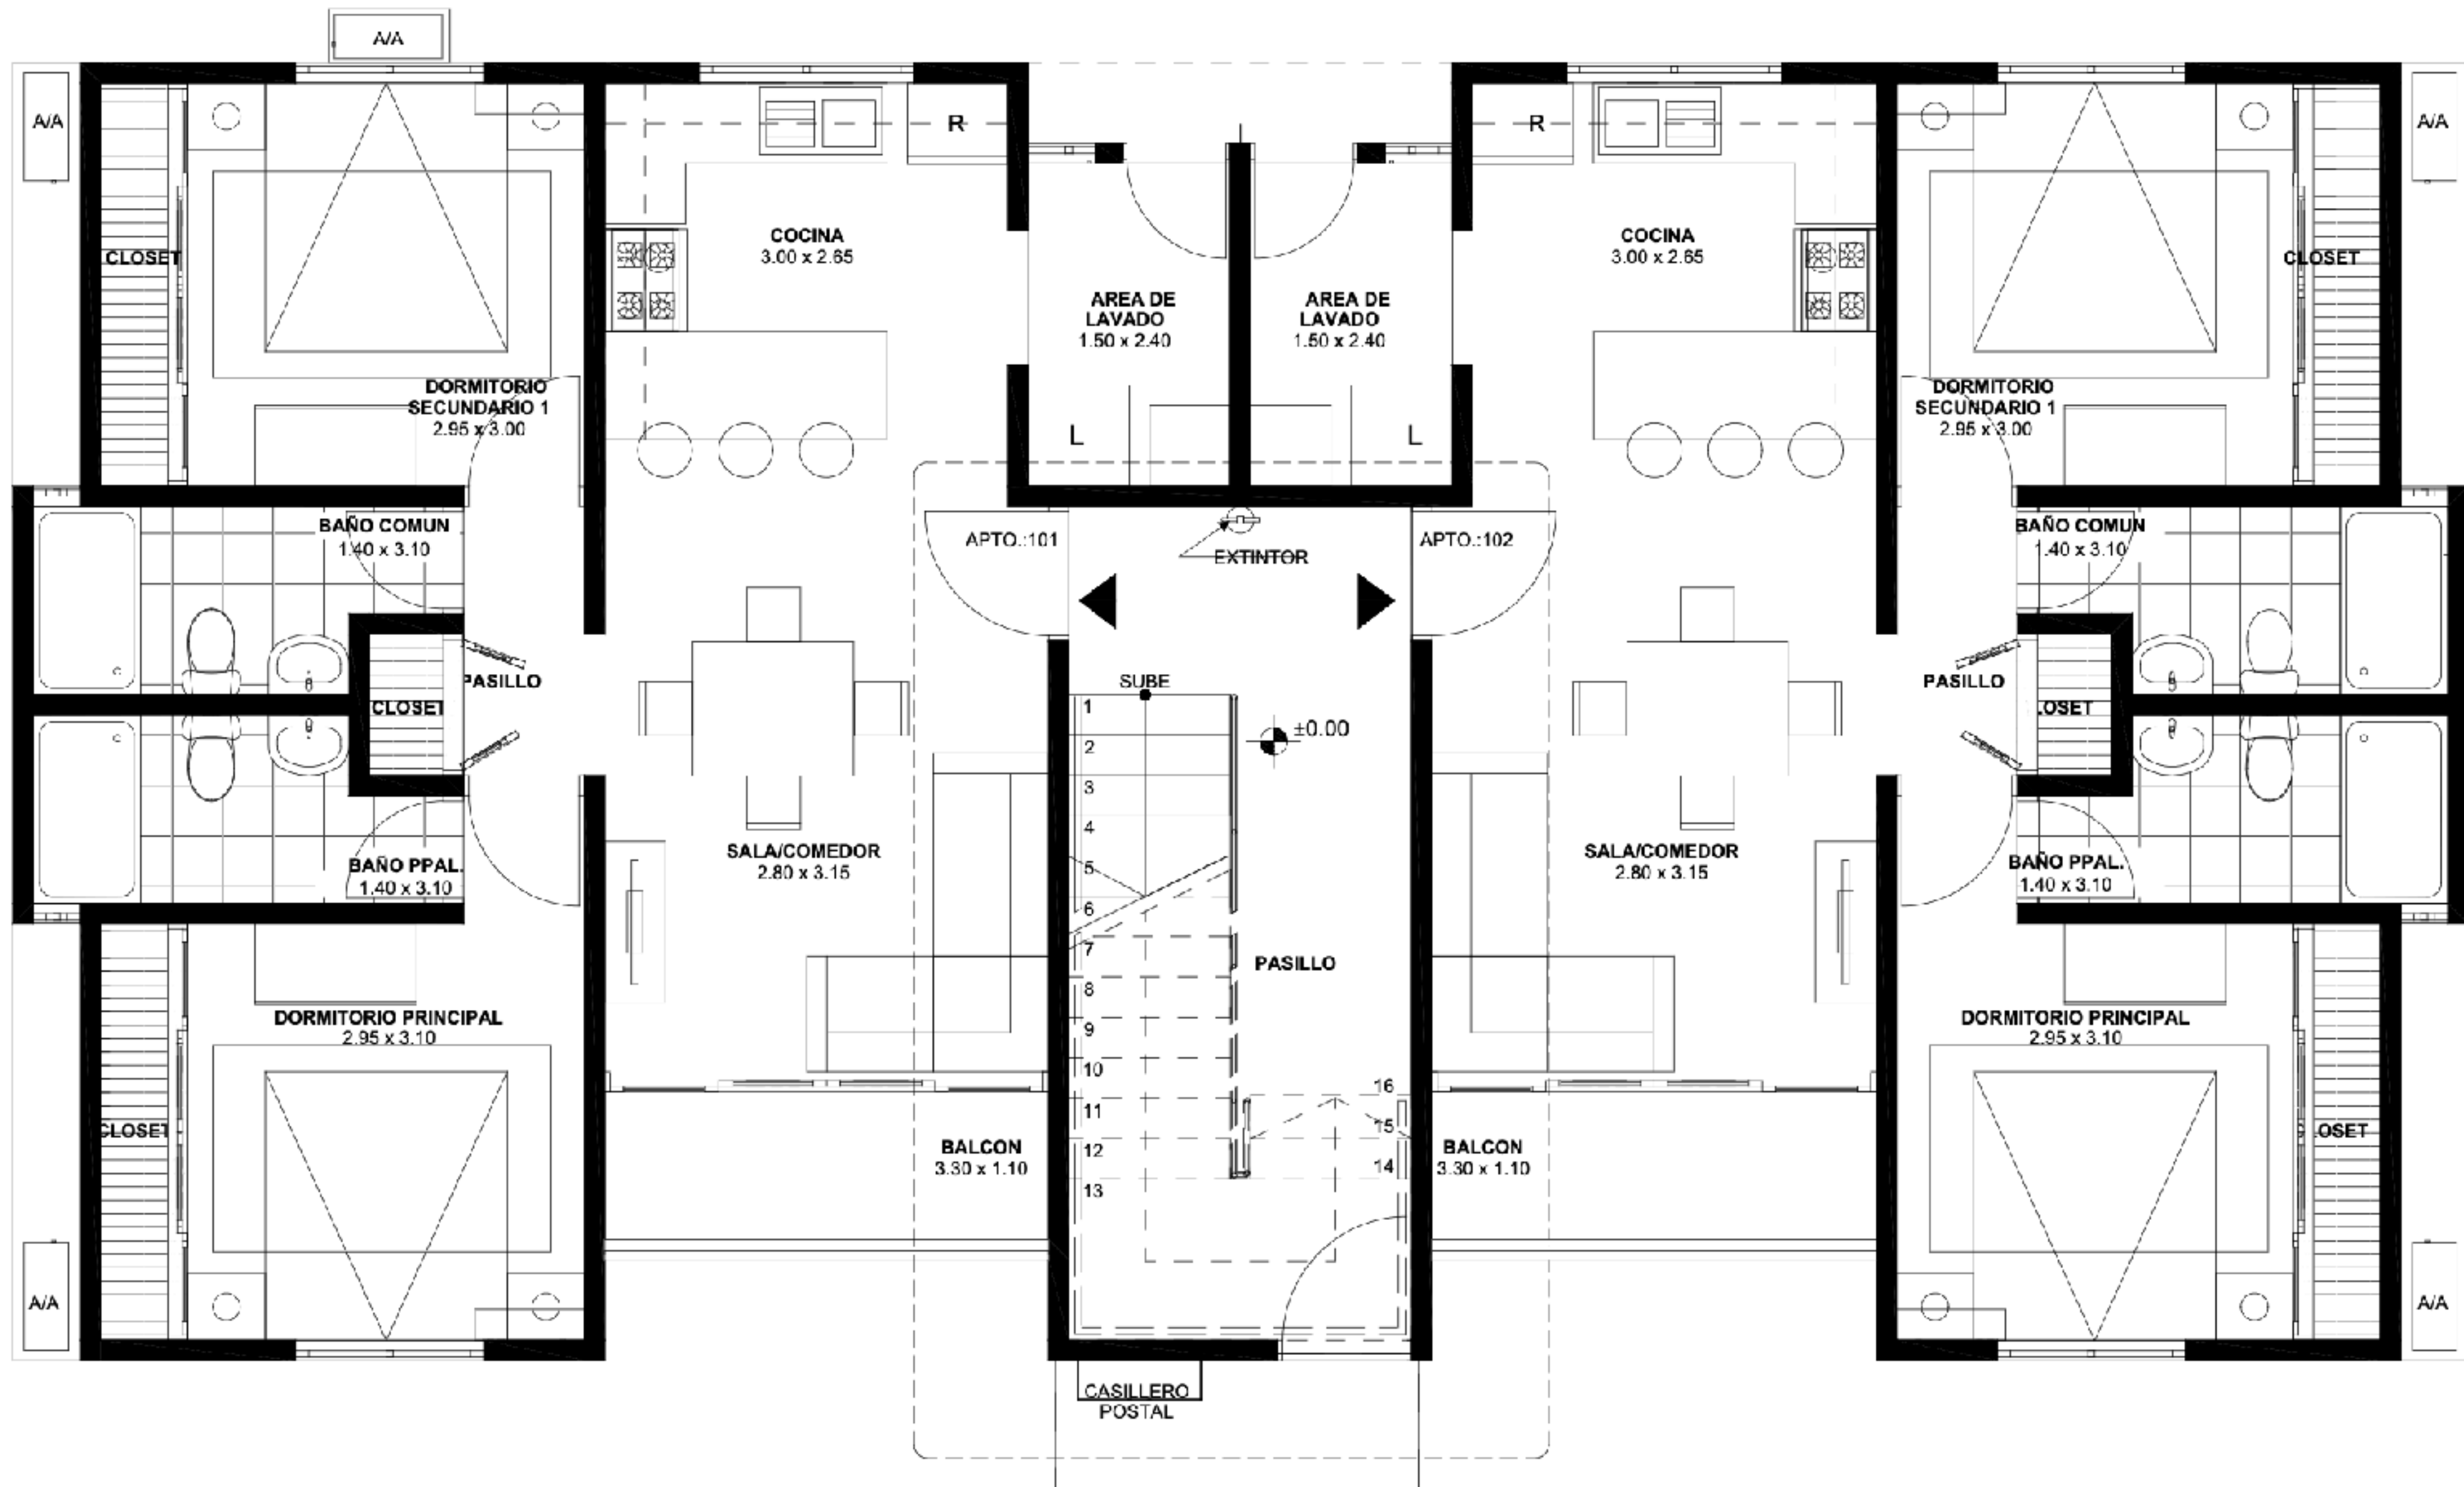 A/A
A/A
A/A
R
R
COCINA
3.00 x 2.65
COCINA
3.00 x 2.65
CLOSET
CLOSET
AREA DE
LAVADO
1.50 x 2.40
AREA DE
LAVADO
1.50 x 2.40
DORMITORIO
SECUNDARIO 1
2.95 x 3.00
DORMITORIO
SECUNDARIO 1
2.95 x 3.00
L
L
BAÑO COMUN
1.40 x 3.10
APTO.:101
EXTINTOR
APTO.:102
BAÑO COMUN
1.40 x 3.10
PASILLO
CLOSET
SUBE
PASILLO
LOSET
±0.00
1
2
3
4
5
6
7
8
9
10
11
12
13
16
15
14
SALA/COMEDOR
2.80 x 3.15
SALA/COMEDOR
2.80 x 3.15
BAÑO PPAL.
1.40 x 3.10
BAÑO PPAL.
1.40 x 3.10
PASILLO
DORMITORIO PRINCIPAL
2.95 x 3.10
DORMITORIO PRINCIPAL
2.95 x 3.10
CLOSET
BALCON
3.30 x 1.10
BALCON
3.30 x 1.10
CLOSET
A/A
A/A
CASILLERO
POSTAL